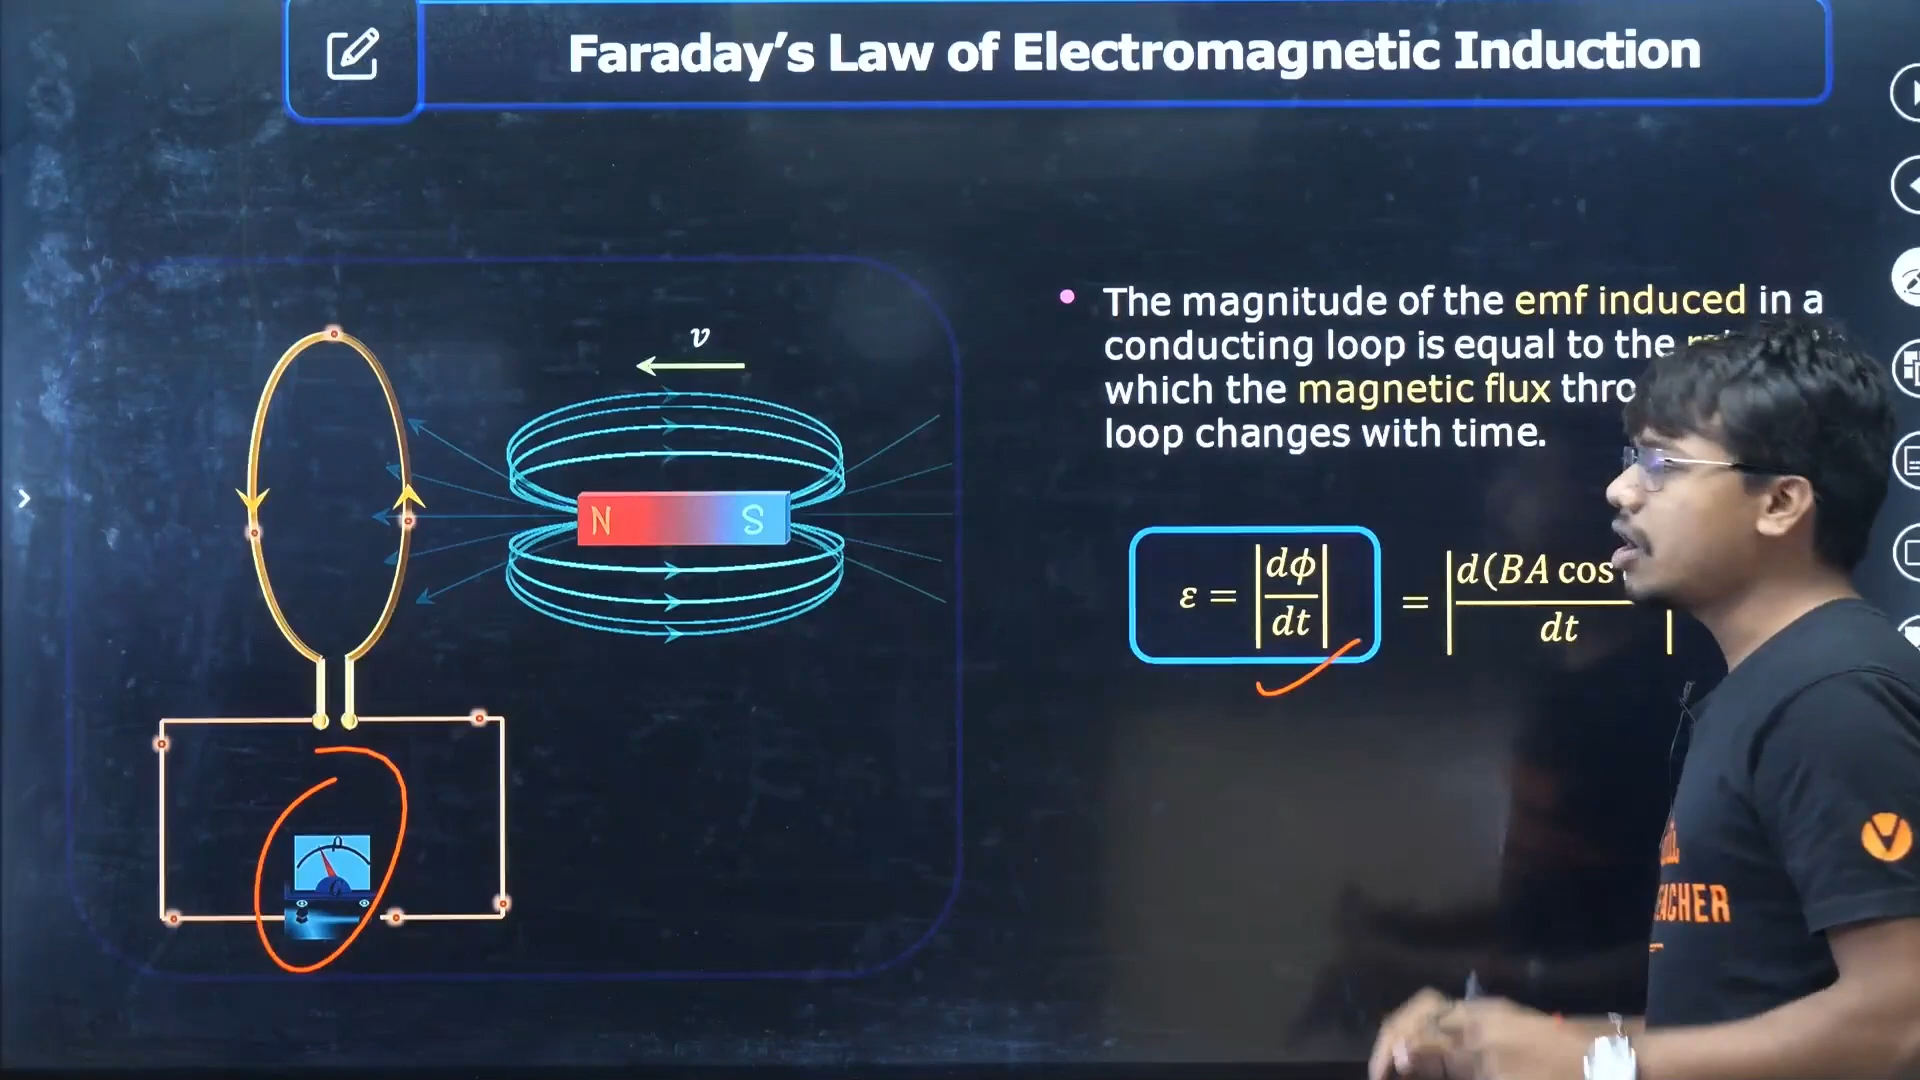 Faraday's Law of Electromagnetic Induction
v
N S
0
G
• The magnitude of the emf induced in a
conducting loop is equal to the
which the magnetic flux
loop changes with time.
ε = |dϕ/dt| = |d(BA cos
dt|
V